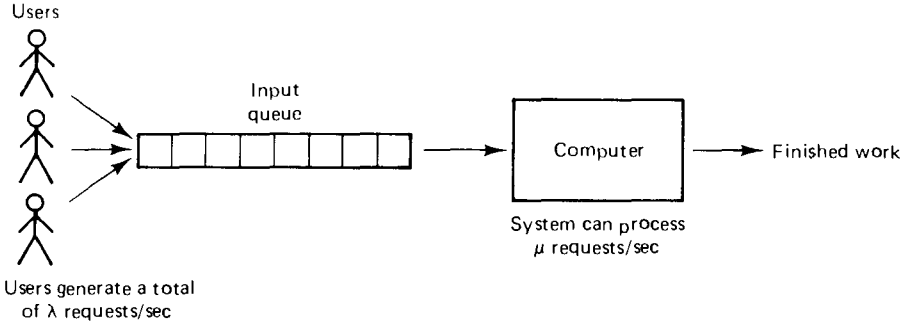 Users
Input
queue
Computer
Finished work
System can process
μ requests/sec
Users generate a total
of λ requests/sec